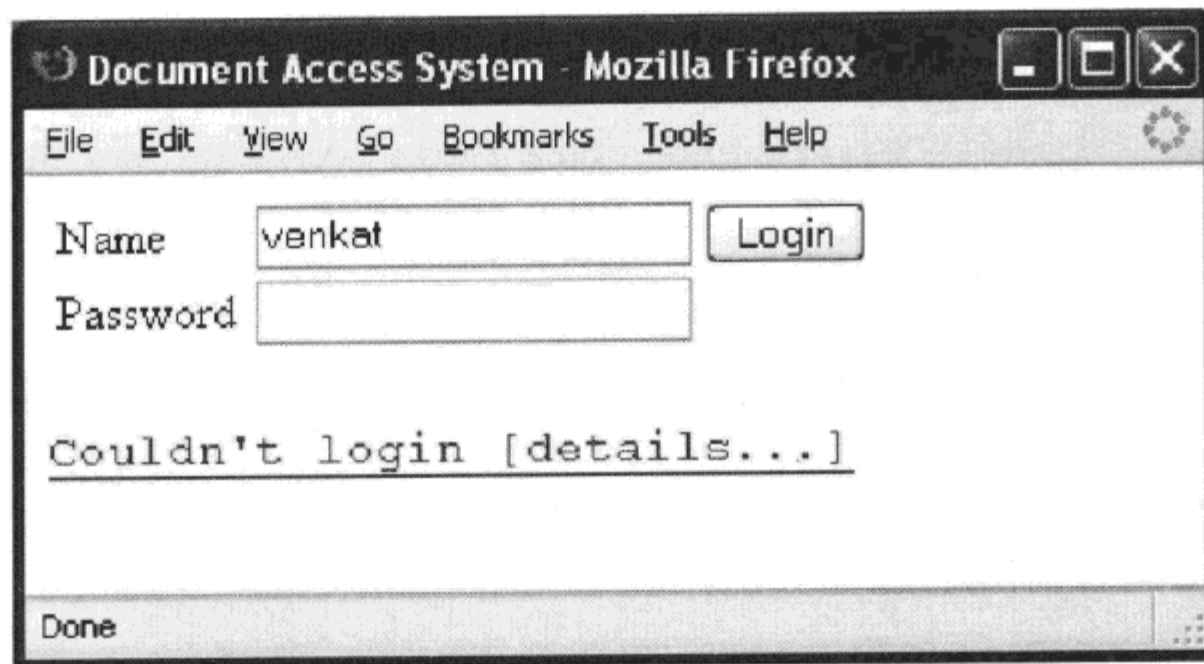 Document Access System - Mozilla Firefox
File Edit View Go Bookmarks Tools Help
Name venkat Login
Password
Couldn't login [details...]
Done